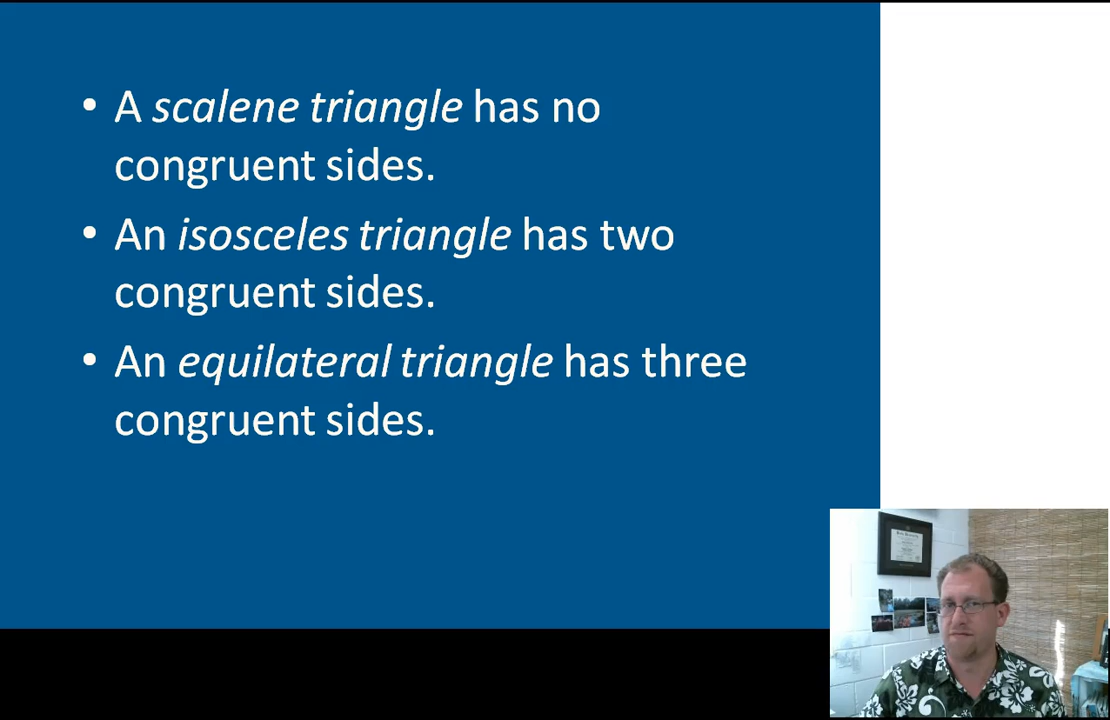 • A scalene triangle has no
congruent sides.
• An isosceles triangle has two
congruent sides.
• An equilateral triangle has three
congruent sides.